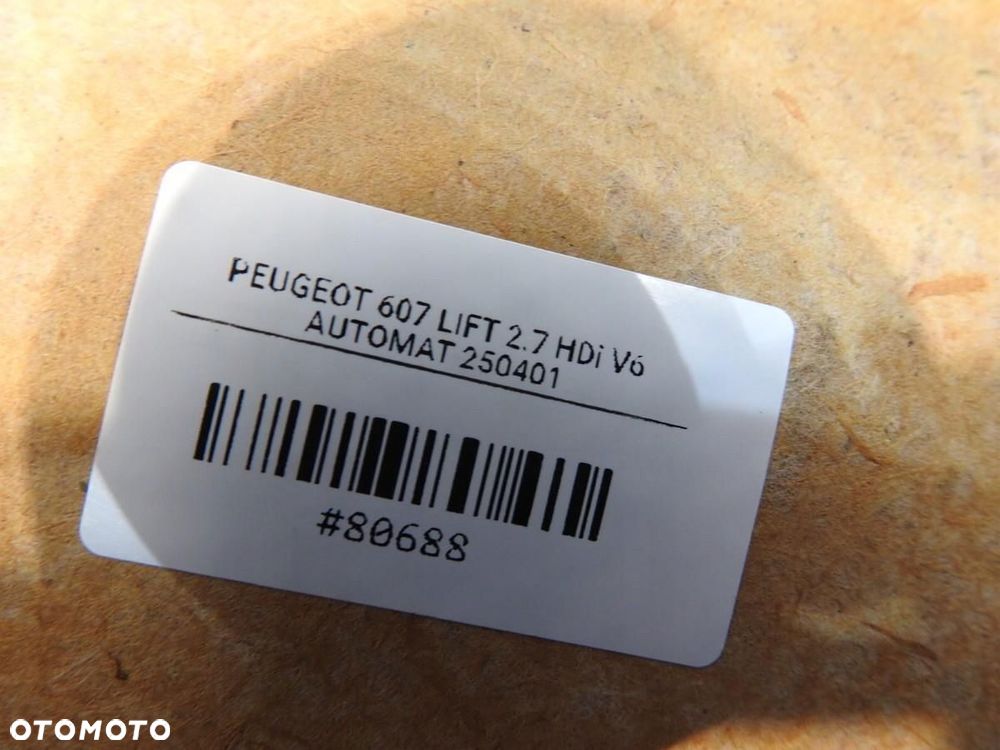 PEUGEOT 607 LIFT 2.7 HDi V6
AUTOMAT 250401
#80688
OTOMOTO